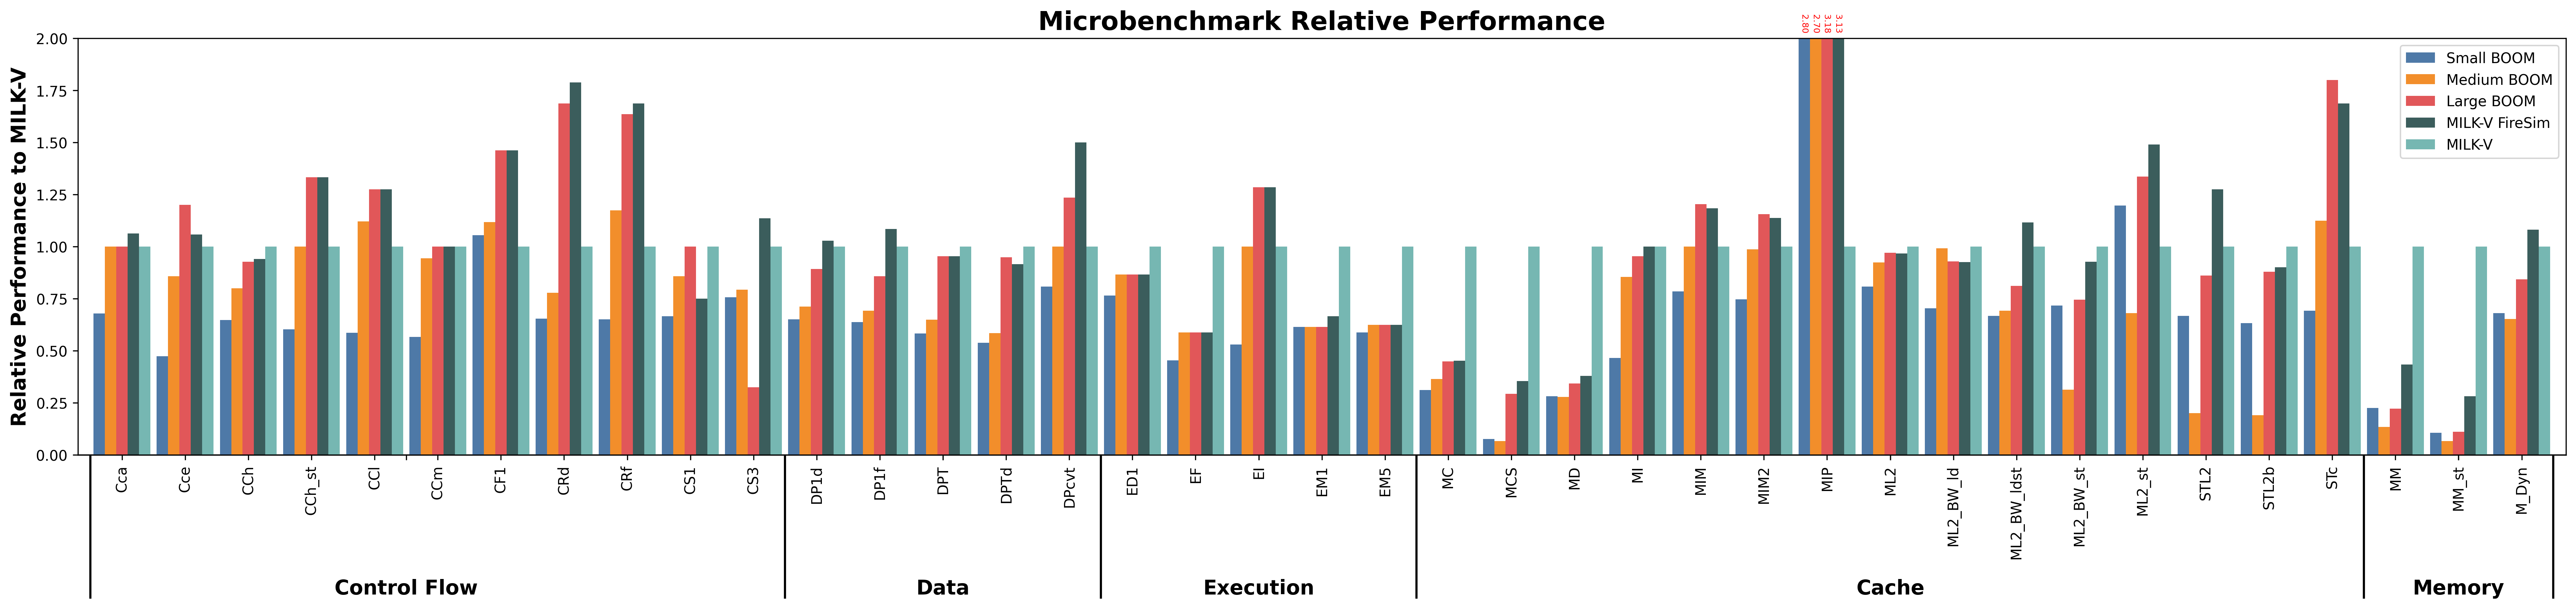 Microbenchmark Relative Performance
2.80
2.70
3.18
3.13
Relative Performance to MILK-V
2.00
1.75
1.50
1.25
1.00
0.75
0.50
0.25
0.00
Small BOOM
Medium BOOM
Large BOOM
MILK-V FireSim
MILK-V
Cca
Cce
CCh
CCh_st
CCl
CCm
CF1
CRd
CRf
CS1
CS3
DP1d
DP1f
DPT
DPTd
DPcvt
ED1
EF
EI
EM1
EM5
MC
MCS
MD
MI
MIM
MIM2
MIP
ML2
ML2_BW_ld
ML2_BW_ldst
ML2_BW_st
ML2_st
STL2
STL2b
STc
MM
MM_st
M_Dyn
Control Flow
Data
Execution
Cache
Memory